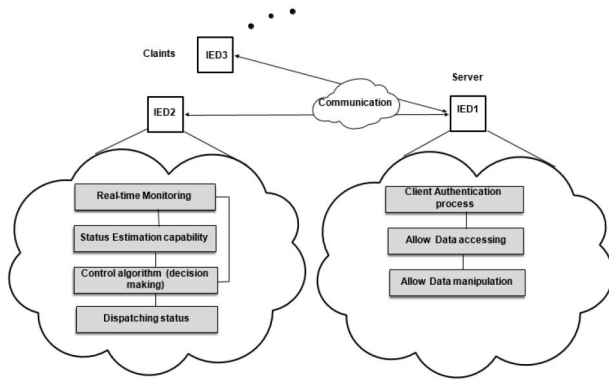 Claints
IED3
Server
Communication
IED2
IED1
Real-time Monitoring
Status Estimation capability
Control algorithm (decision
making)
Dispatching status
Client Authentication
process
Allow Data accessing
Allow Data manipulation